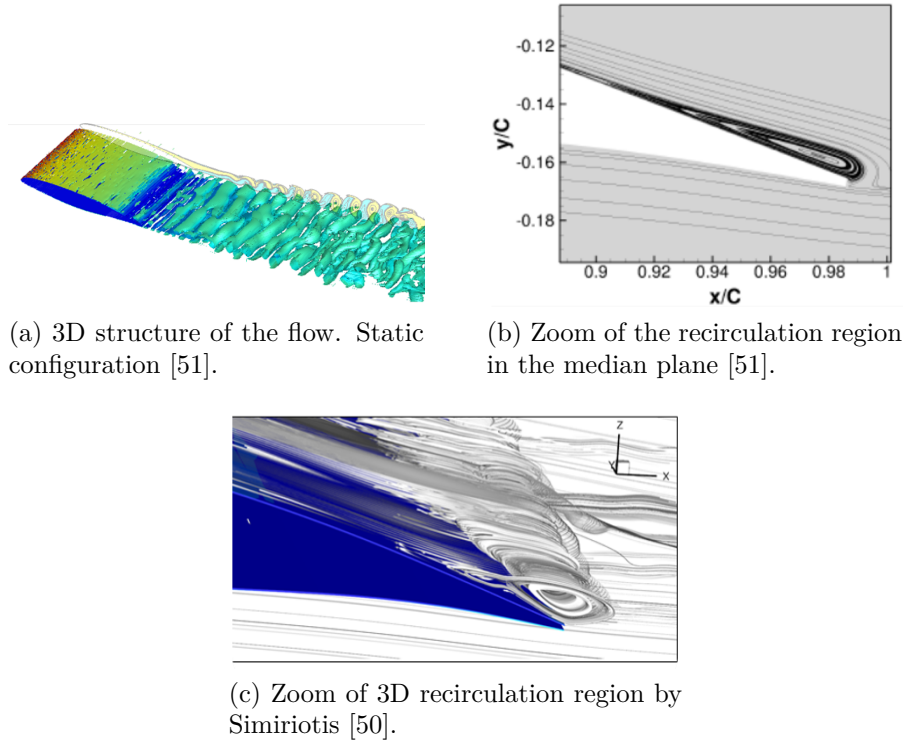 -0.12
-0.14
y/C
-0.16
-0.18
0.9 0.92 0.94 0.96 0.98 1
x/C
(a) 3D structure of the flow. Static
configuration [51].
(b) Zoom of the recirculation region
in the median plane [51].
Z
Y
X
(c) Zoom of 3D recirculation region by
Simiriotis [50].